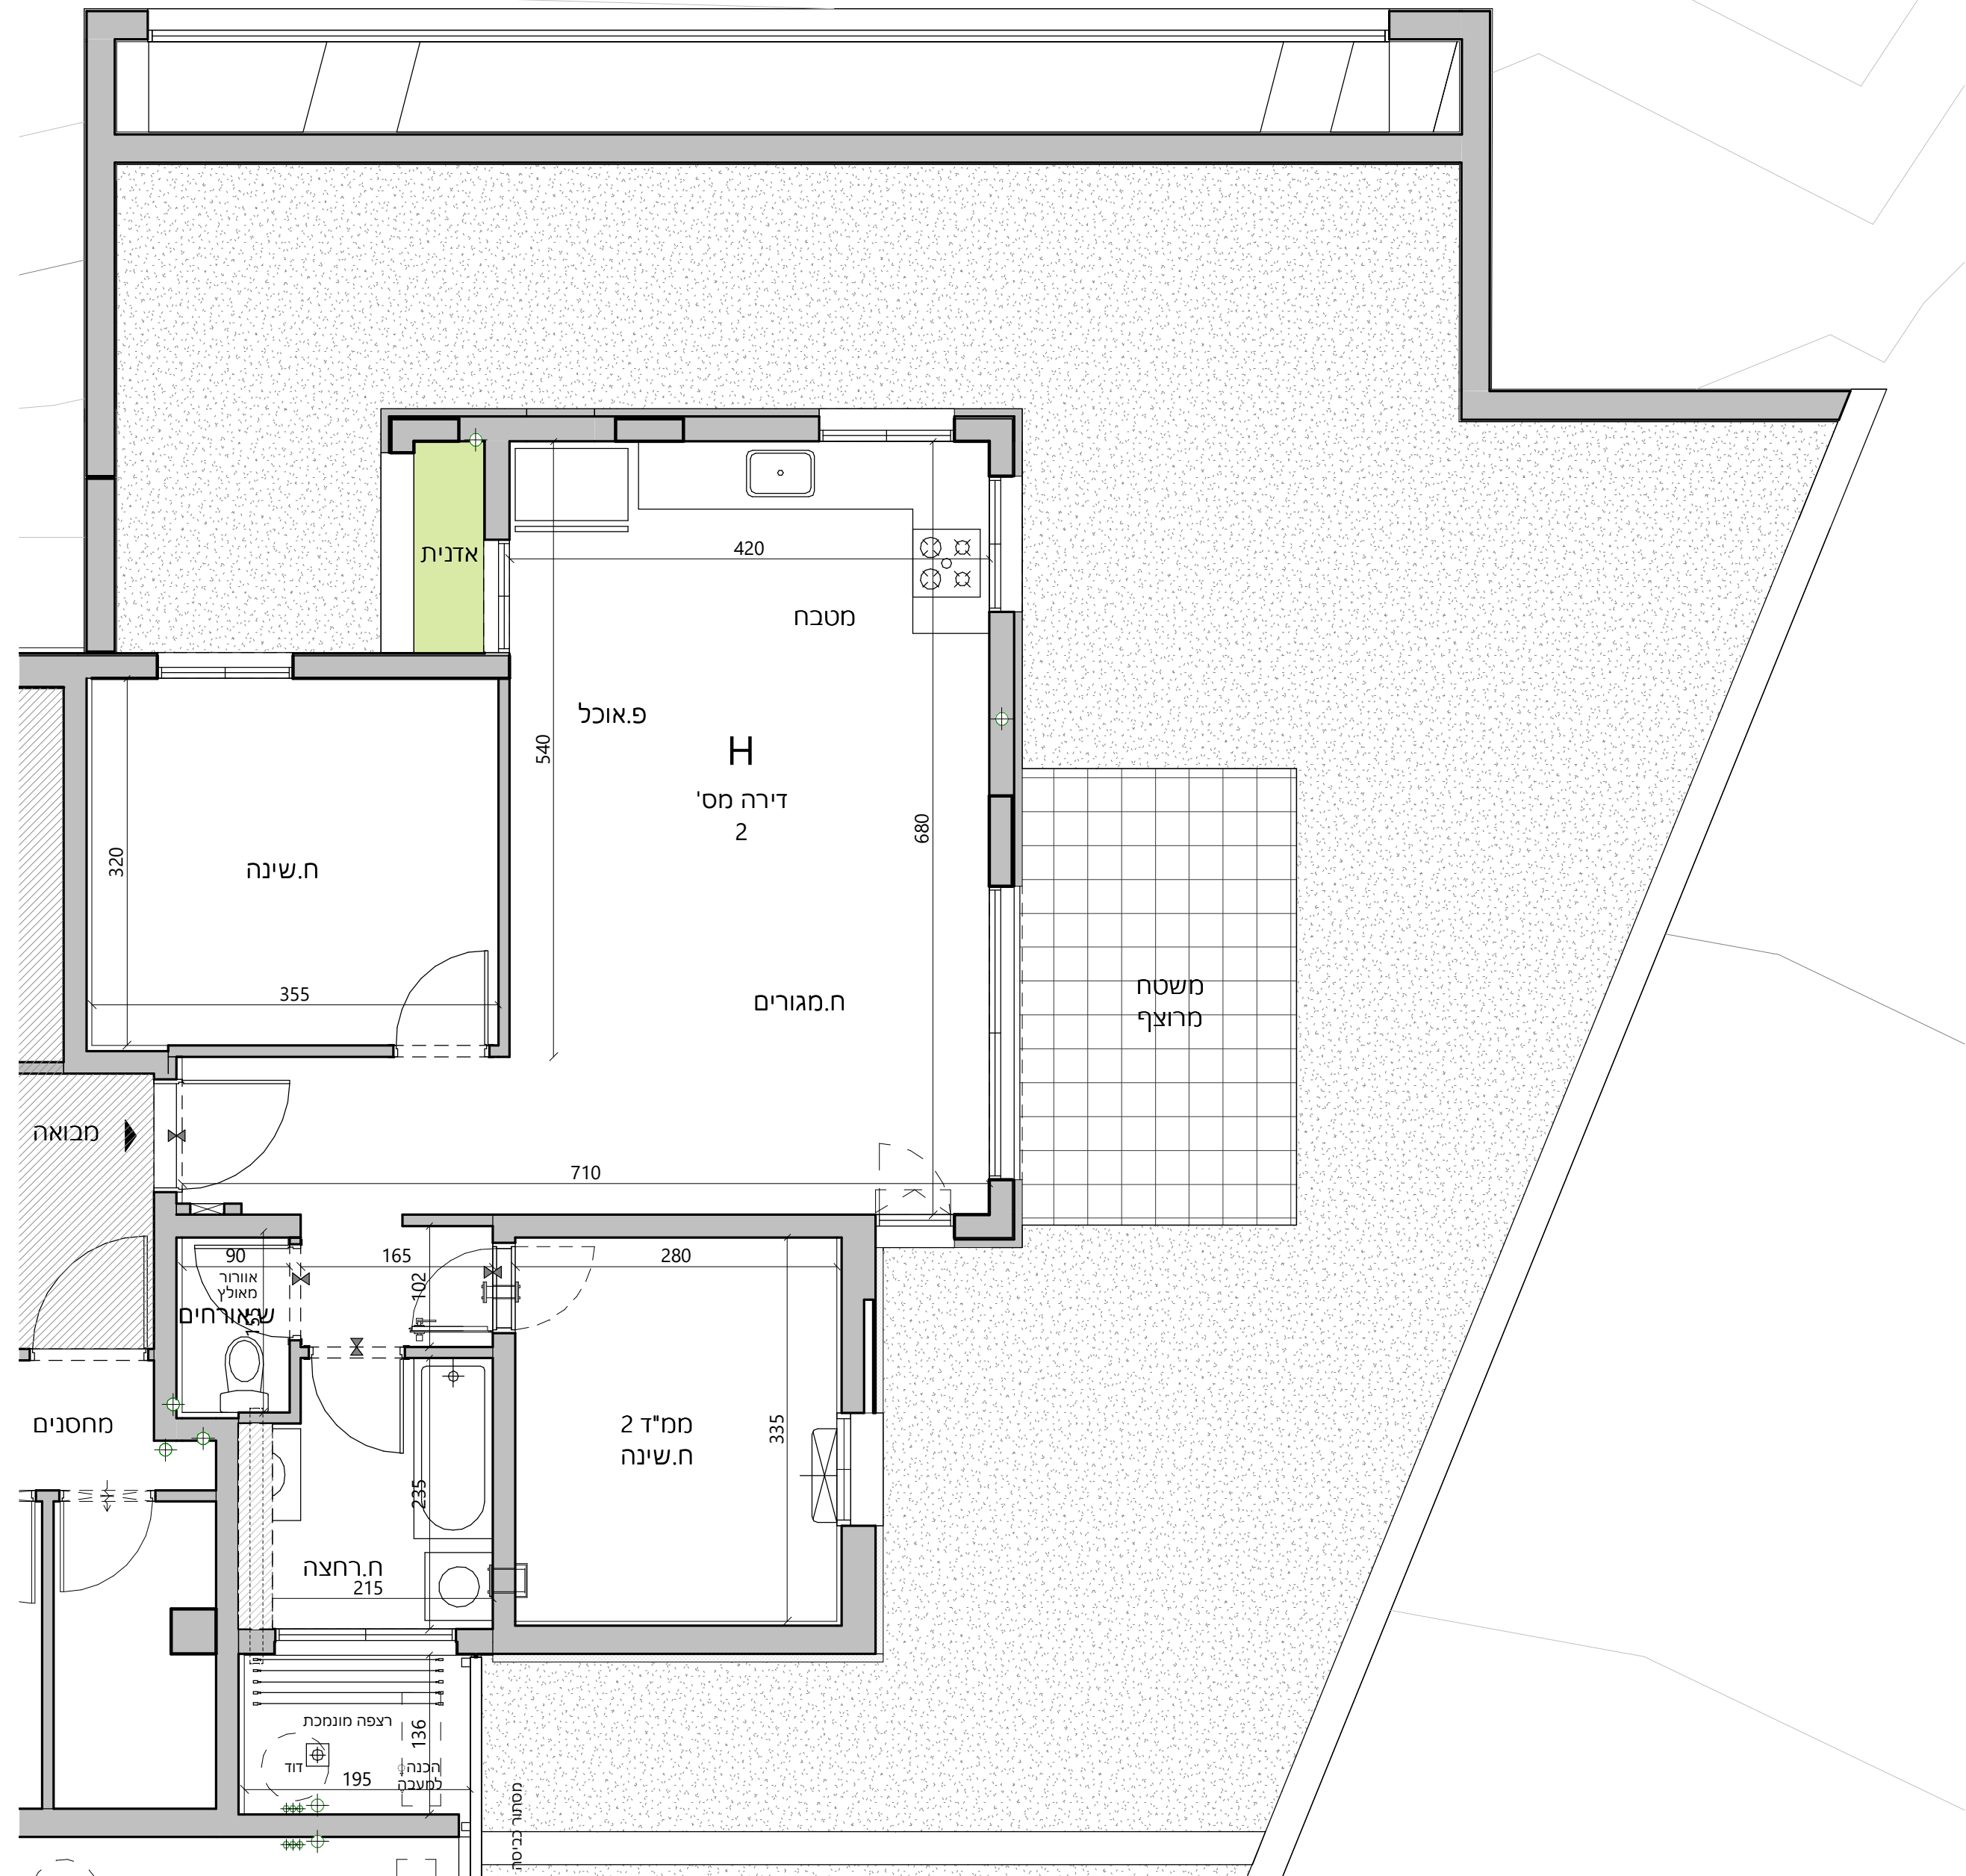 אדנית
420
מטבח
פ.אוכל
540
H
דירה מס'
2
680
320
ח.שינה
355
ח.מגורים
משטח
מרוצף
מבואה
710
90
165
280
אוורור
מאולץ
102
ש.אורחים
מחסנים
ממ"ד 2
ח.שינה
335
235
ח.רחצה
215
רצפה מונמכת
136
דוד
הכנה
למעבה
195
מסתור כביסה